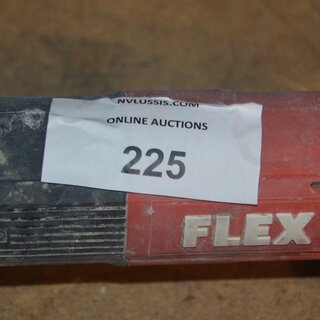 NVLUSSIS.COM
ONLINE AUCTIONS
225
FLEX